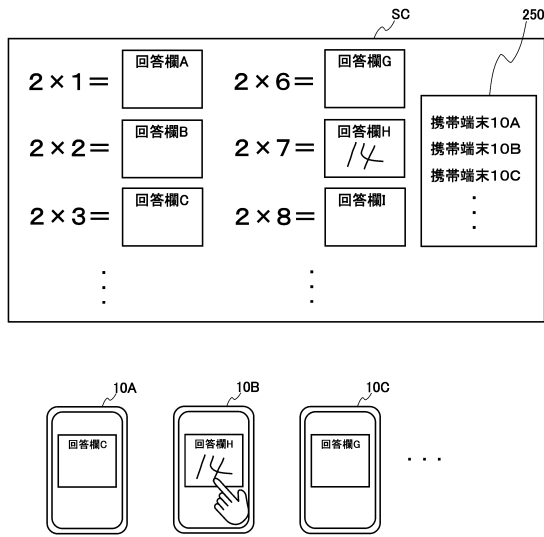 SC
250
2×1= 回答欄A
2×6= 回答欄G
2×2= 回答欄B
2×7= 回答欄H
14
2×3= 回答欄C
2×8= 回答欄I
携帯端末10A
携帯端末10B
携帯端末10C
10A
10B
10C
回答欄C
回答欄H
14
回答欄G